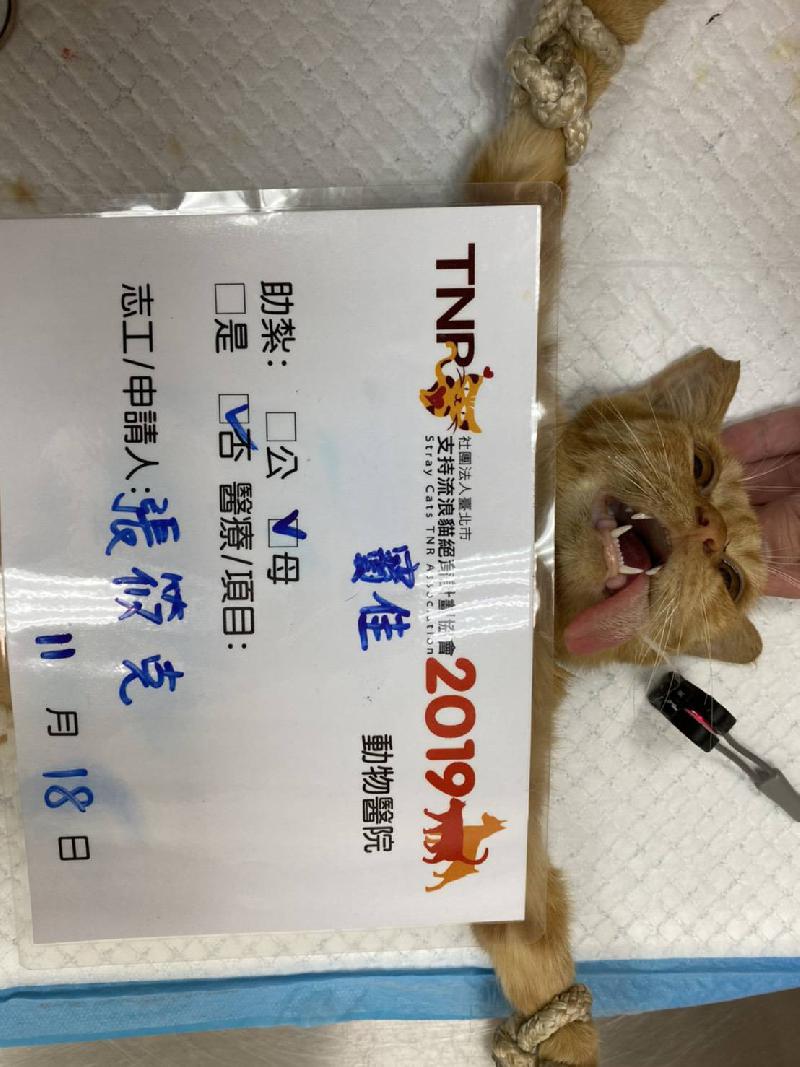 TNR 社團法人臺北市
支持流浪貓絕育計畫協會
Stray Cats TNR Association
2019
寶佳 動物醫院
助紮: □公 ☑母
□是 ☑否 醫療/項目:
志工/申請人: 張筱克
11 月 18 日